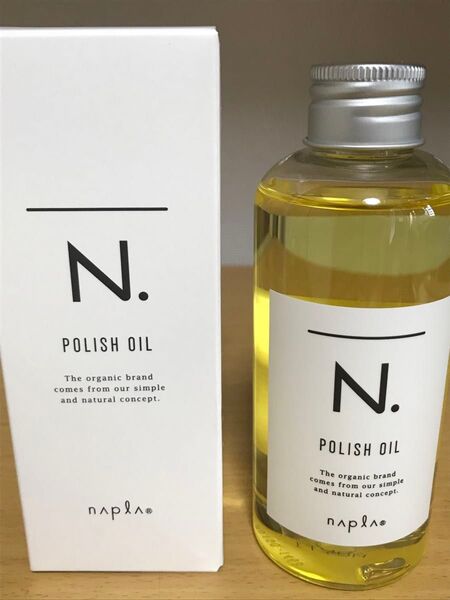 N.
POLISH OIL
The organic brand
comes from our simple
and natural concept.
napla®
N.
POLISH OIL
The organic brand
comes from our simple
and natural concept.
napla®